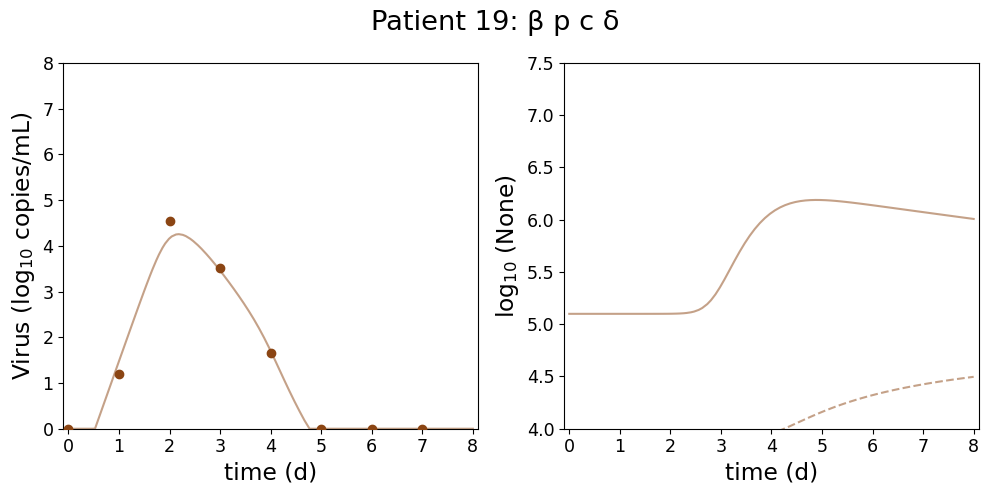 Patient 19: β p c δ
Virus (log10 copies/mL)
8
7
6
5
4
3
2
1
0
0 1 2 3 4 5 6 7 8
time (d)
log10 (None)
7.5
7.0
6.5
6.0
5.5
5.0
4.5
4.0
0 1 2 3 4 5 6 7 8
time (d)